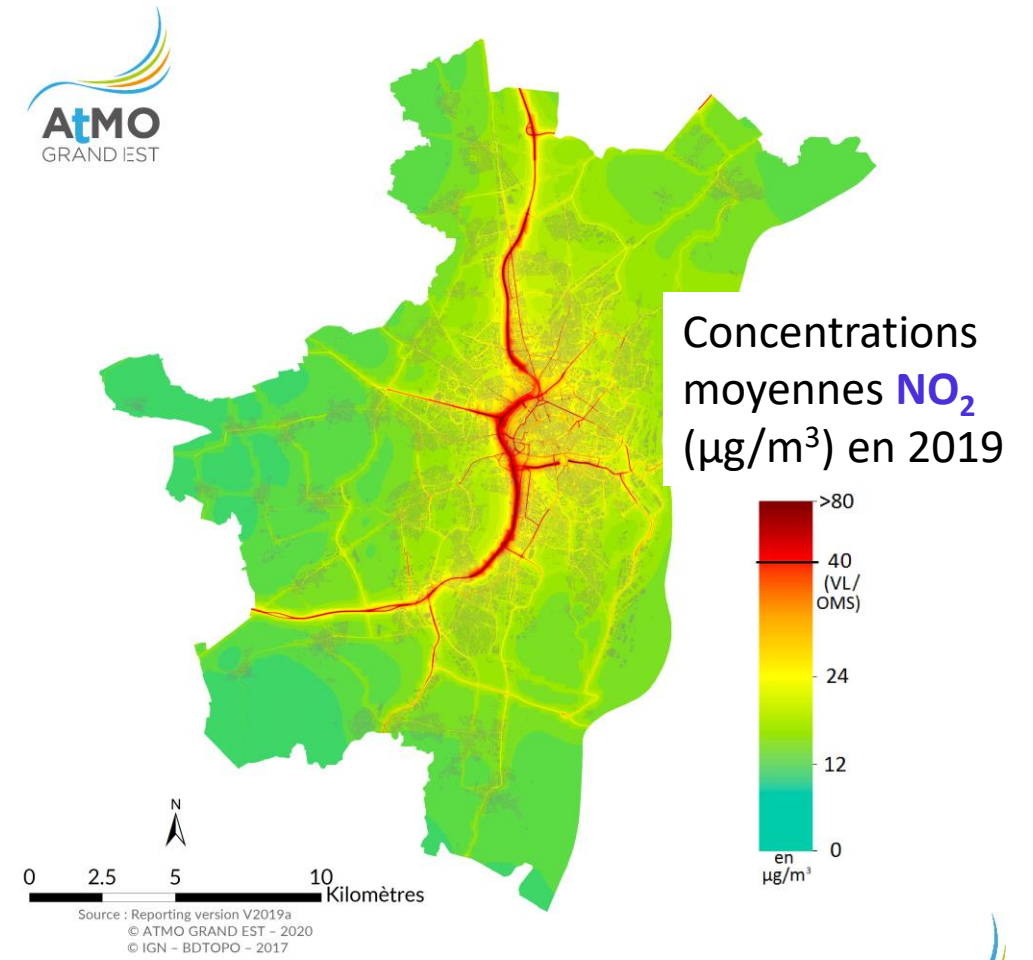 AtMO
GRAND EST
Concentrations
moyennes NO₂
(µg/m³) en 2019
>80
40
(VL/
OMS)
24
12
0
en
µg/m³
N
0 2.5 5 10
Kilomètres
Source : Reporting version V2019a
© ATMO GRAND EST – 2020
© IGN – BDTOPO – 2017